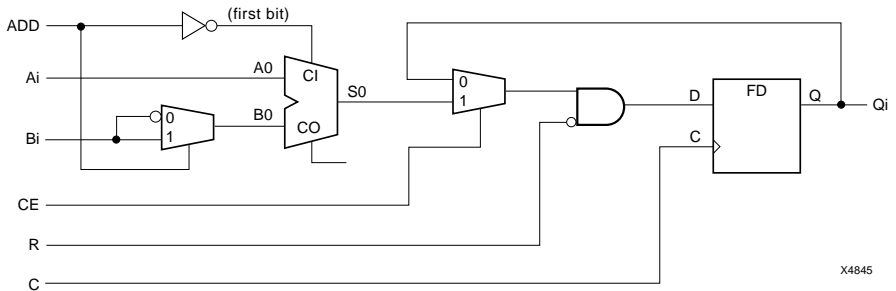 ADD
(first bit)
Ai
A0
CI
S0
0
1
FD
D
Q
Qi
0
1
B0
CO
Bi
C
CE
R
C
X4845